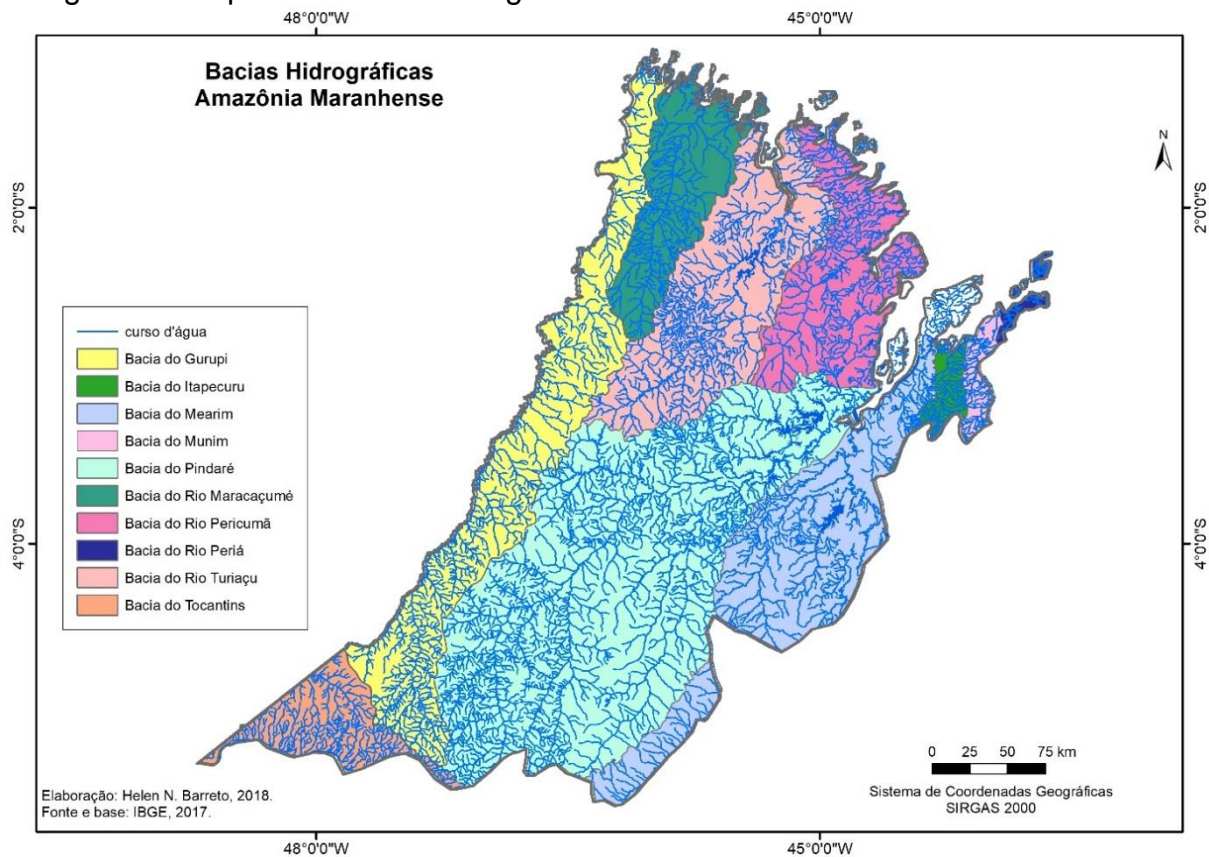 48°0'0"W
45°0'0"W
Bacias Hidrográficas
Amazônia Maranhense
N
2°0'0"S
2°0'0"S
curso d'água
Bacia do Gurupi
Bacia do Itapecuru
Bacia do Mearim
Bacia do Munim
Bacia do Pindaré
Bacia do Rio Maracaçumé
Bacia do Rio Pericumã
Bacia do Rio Periá
Bacia do Rio Turiaçu
Bacia do Tocantins
4°0'0"S
4°0'0"S
0 25 50 75 km
Sistema de Coordenadas Geográficas
SIRGAS 2000
Elaboração: Helen N. Barreto, 2018.
Fonte e base: IBGE, 2017.
48°0'0"W
45°0'0"W